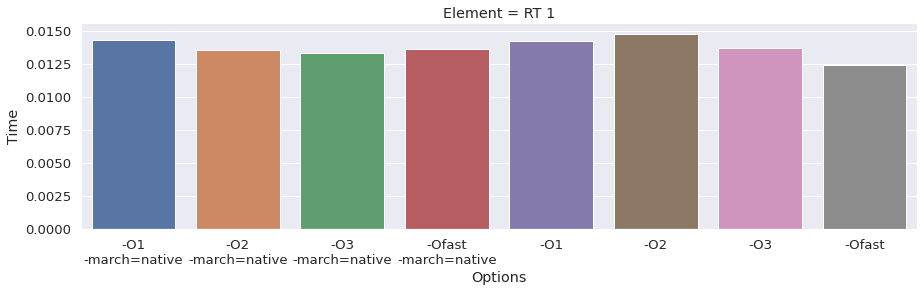 Element = RT 1
0.0150
0.0125
0.0100
0.0075
0.0050
0.0025
0.0000
Time
-O1 -O2 -O3 -Ofast -O1 -O2 -O3 -Ofast
-march=native -march=native -march=native -march=native
Options